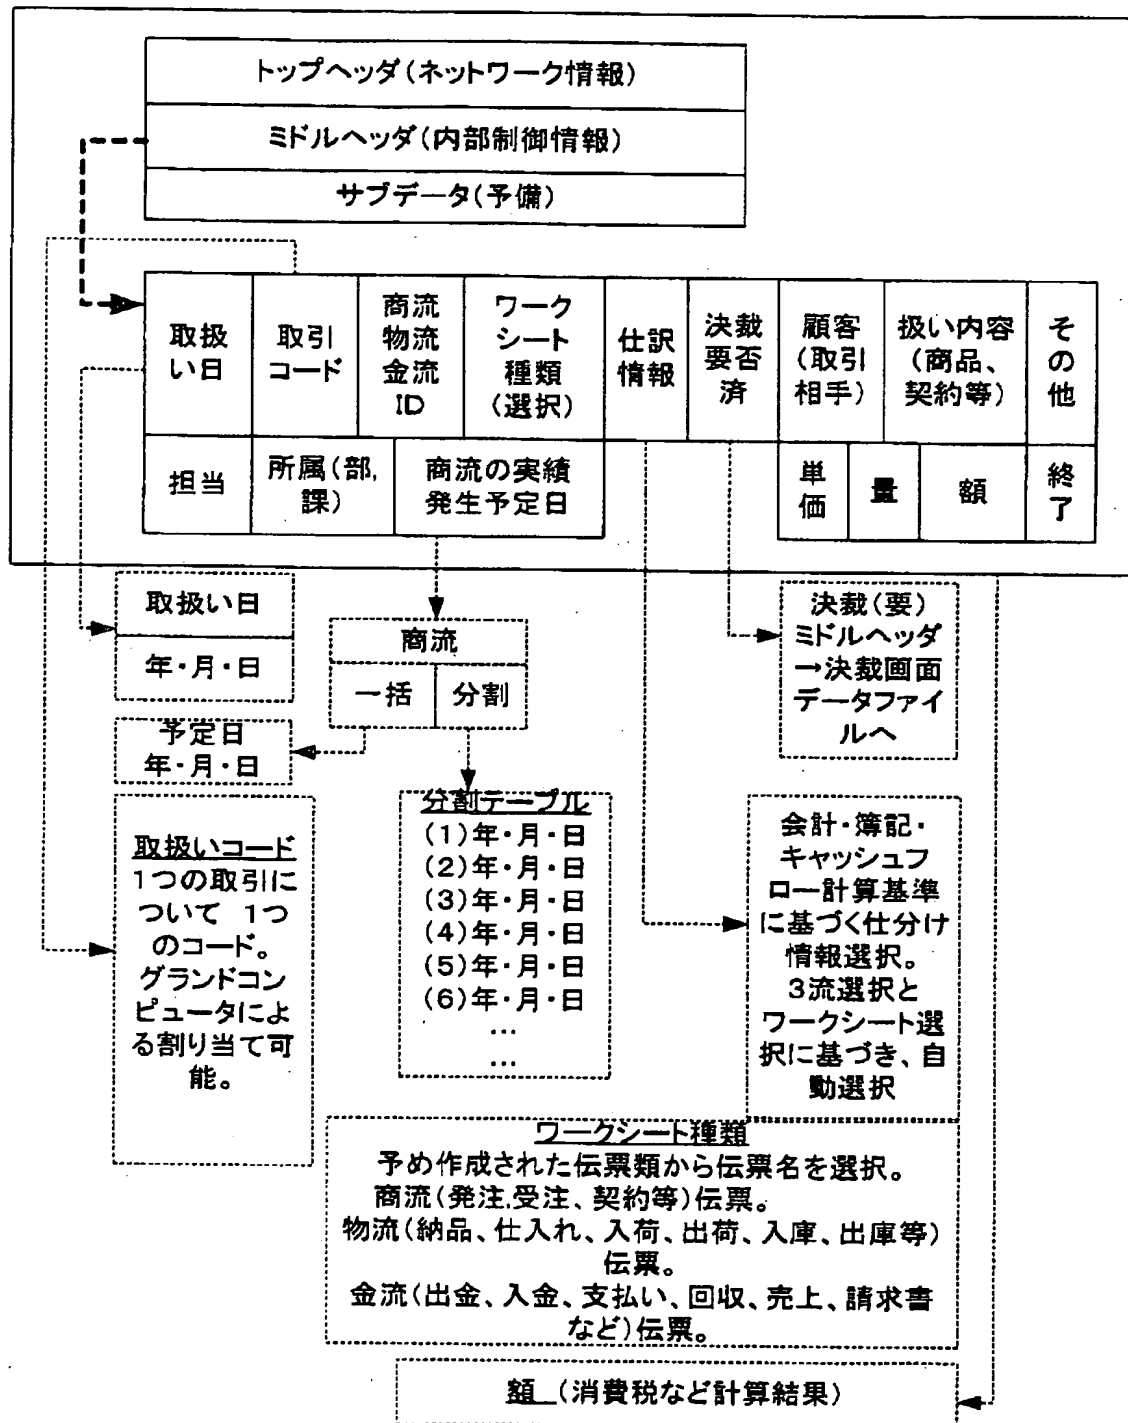 トップヘッダ(ネットワーク情報)
ミドルヘッダ(内部制御情報)
サブデータ(予備)
取扱
い日
取引
コード
商流
物流
金流
ID
ワーク
シート
種類
(選択)
仕訳
情報
決裁
要否
済
顧客
(取引
相手)
扱い内容
(商品、
契約等)
そ
の
他
担当
所属(部,
課)
商流の実績
発生予定日
単
価
量
額
終
了
取扱い日
年・月・日
予定日
年・月・日
商流
一括
分割
決裁(要)
ミドルヘッダ
→決裁画面
データファイ
ルへ
取扱いコード
1つの取引に
ついて 1つ
のコード。
グランドコン
ピュータによ
る割り当て可
能。
分割テーブル
(1)年・月・日
(2)年・月・日
(3)年・月・日
(4)年・月・日
(5)年・月・日
(6)年・月・日
…
…
会計・簿記・
キャッシュフ
ロー計算基準
に基づく仕分け
情報選択。
3流選択と
ワークシート選
択に基づき、自
動選択
ワークシート種類
予め作成された伝票類から伝票名を選択。
商流(発注,受注、契約等)伝票。
物流(納品、仕入れ、入荷、出荷、入庫、出庫等)
伝票。
金流(出金、入金、支払い、回収、売上、請求書
など)伝票。
額 (消費税など計算結果)